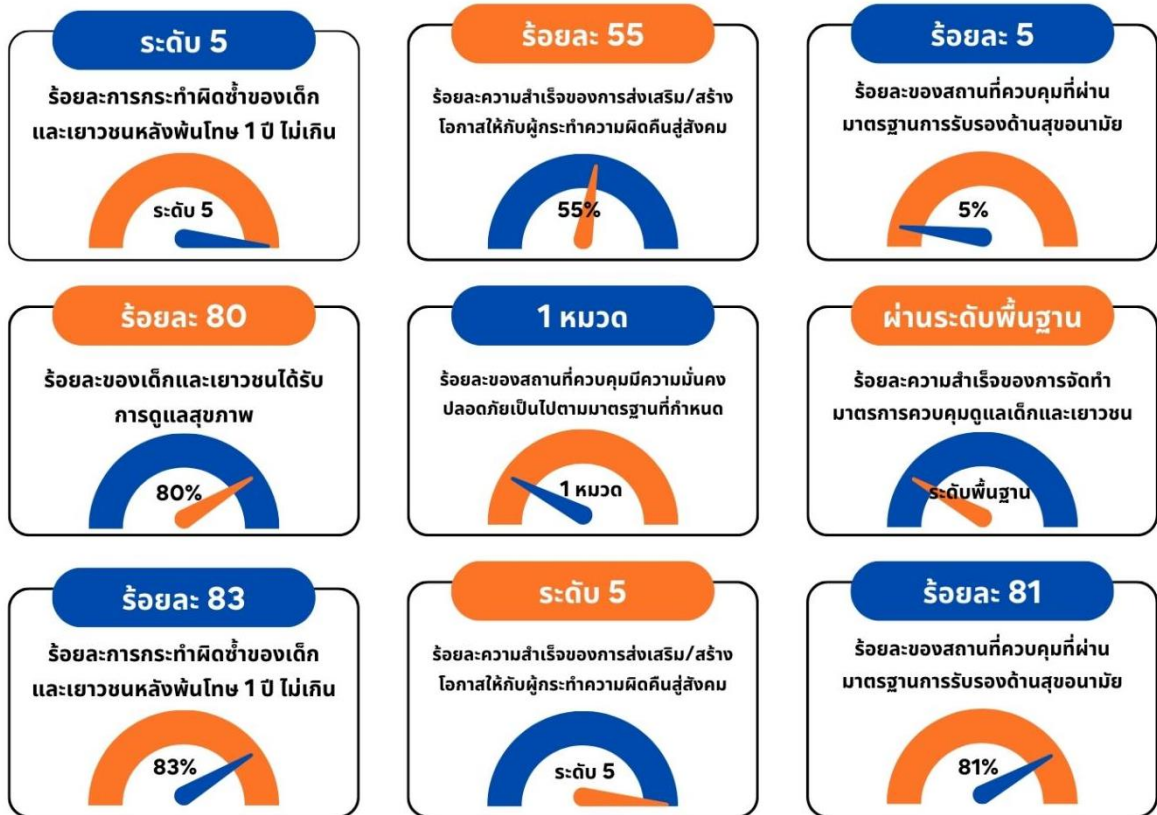 ระดับ 5
ร้อยละการกระทำผิดซ้ำของเด็ก
และเยาวชนหลังพ้นโทษ 1 ปี ไม่เกิน
ระดับ 5
ร้อยละ 55
ร้อยละความสำเร็จของการส่งเสริม/สร้าง
โอกาสให้กับผู้กระทำความผิดคืนสู่สังคม
55%
ร้อยละ 5
ร้อยละของสถานที่ควบคุมที่ผ่าน
มาตรฐานการรับรองด้านสุขอนามัย
5%
ร้อยละ 80
ร้อยละของเด็กและเยาวชนได้รับ
การดูแลสุขภาพ
80%
1 หมวด
ร้อยละของสถานที่ควบคุมมีความมั่นคง
ปลอดภัยเป็นไปตามมาตรฐานที่กำหนด
1 หมวด
ผ่านระดับพื้นฐาน
ร้อยละความสำเร็จของการจัดทำ
มาตรการควบคุมดูแลเด็กและเยาวชน
ระดับพื้นฐาน
ร้อยละ 83
ร้อยละการกระทำผิดซ้ำของเด็ก
และเยาวชนหลังพ้นโทษ 1 ปี ไม่เกิน
83%
ระดับ 5
ร้อยละความสำเร็จของการส่งเสริม/สร้าง
โอกาสให้กับผู้กระทำความผิดคืนสู่สังคม
ระดับ 5
ร้อยละ 81
ร้อยละของสถานที่ควบคุมที่ผ่าน
มาตรฐานการรับรองด้านสุขอนามัย
81%